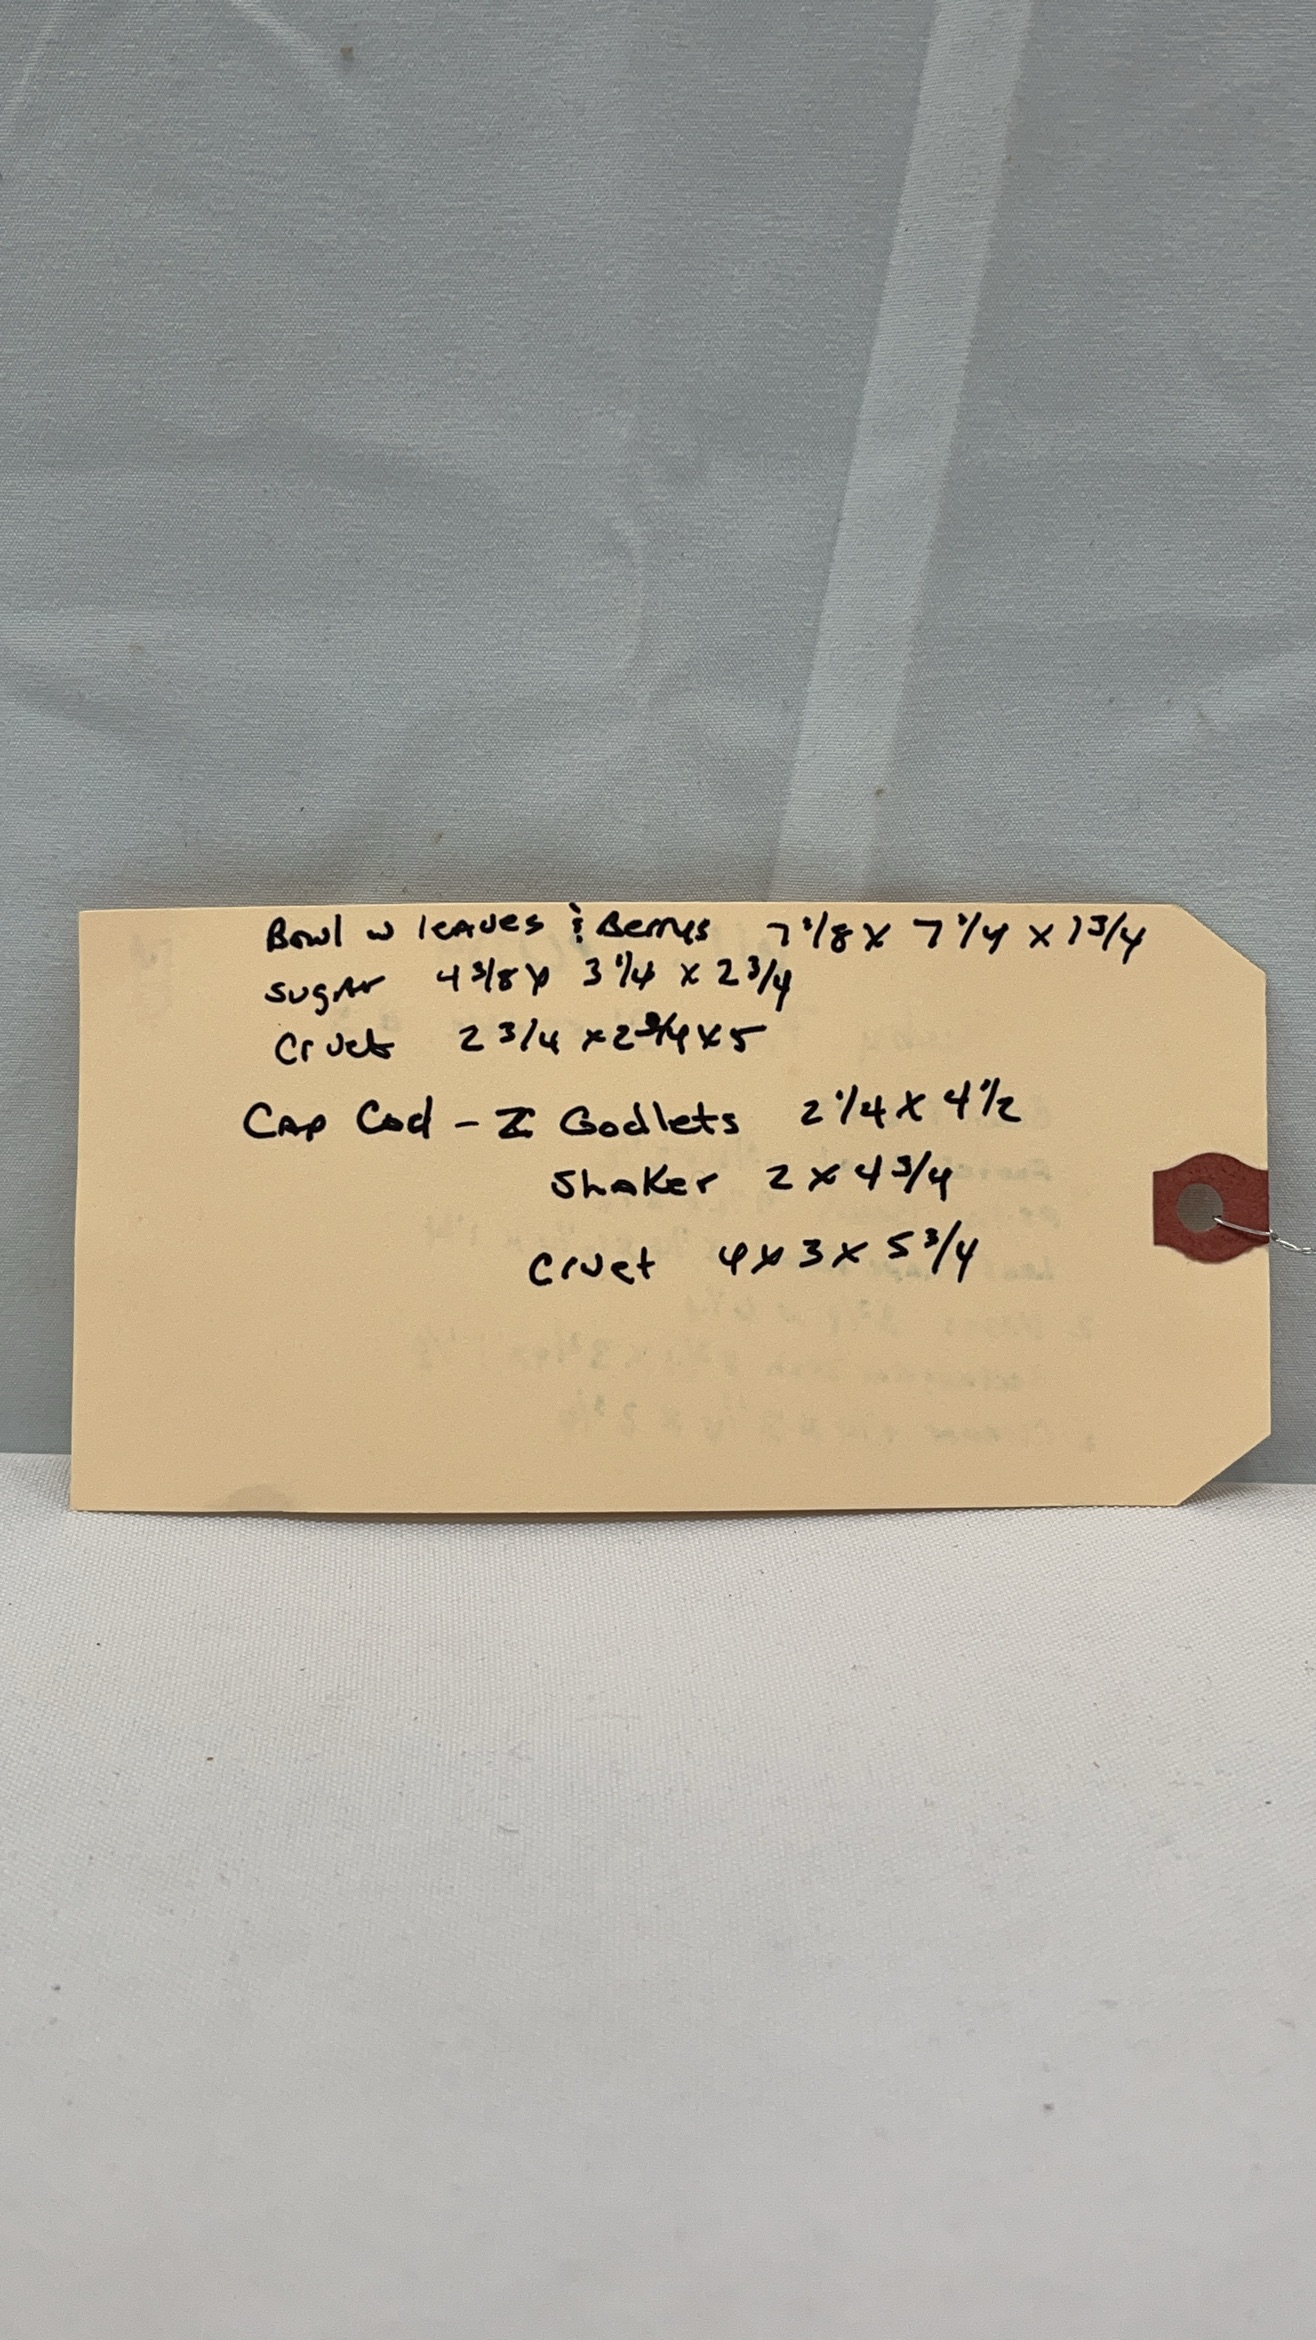 Bowl w leaves & Berrys 7 1/8 x 7 1/4 x 1 3/4
Sugar 4 3/8 x 3 1/4 x 2 3/4
Cruet 2 3/4 x 2 3/4 x 5
Cap Cod - 2 Godlets 2 1/4 x 4 1/2
Shaker 2 x 4 3/4
Cruet 4 x 3 x 5 3/4